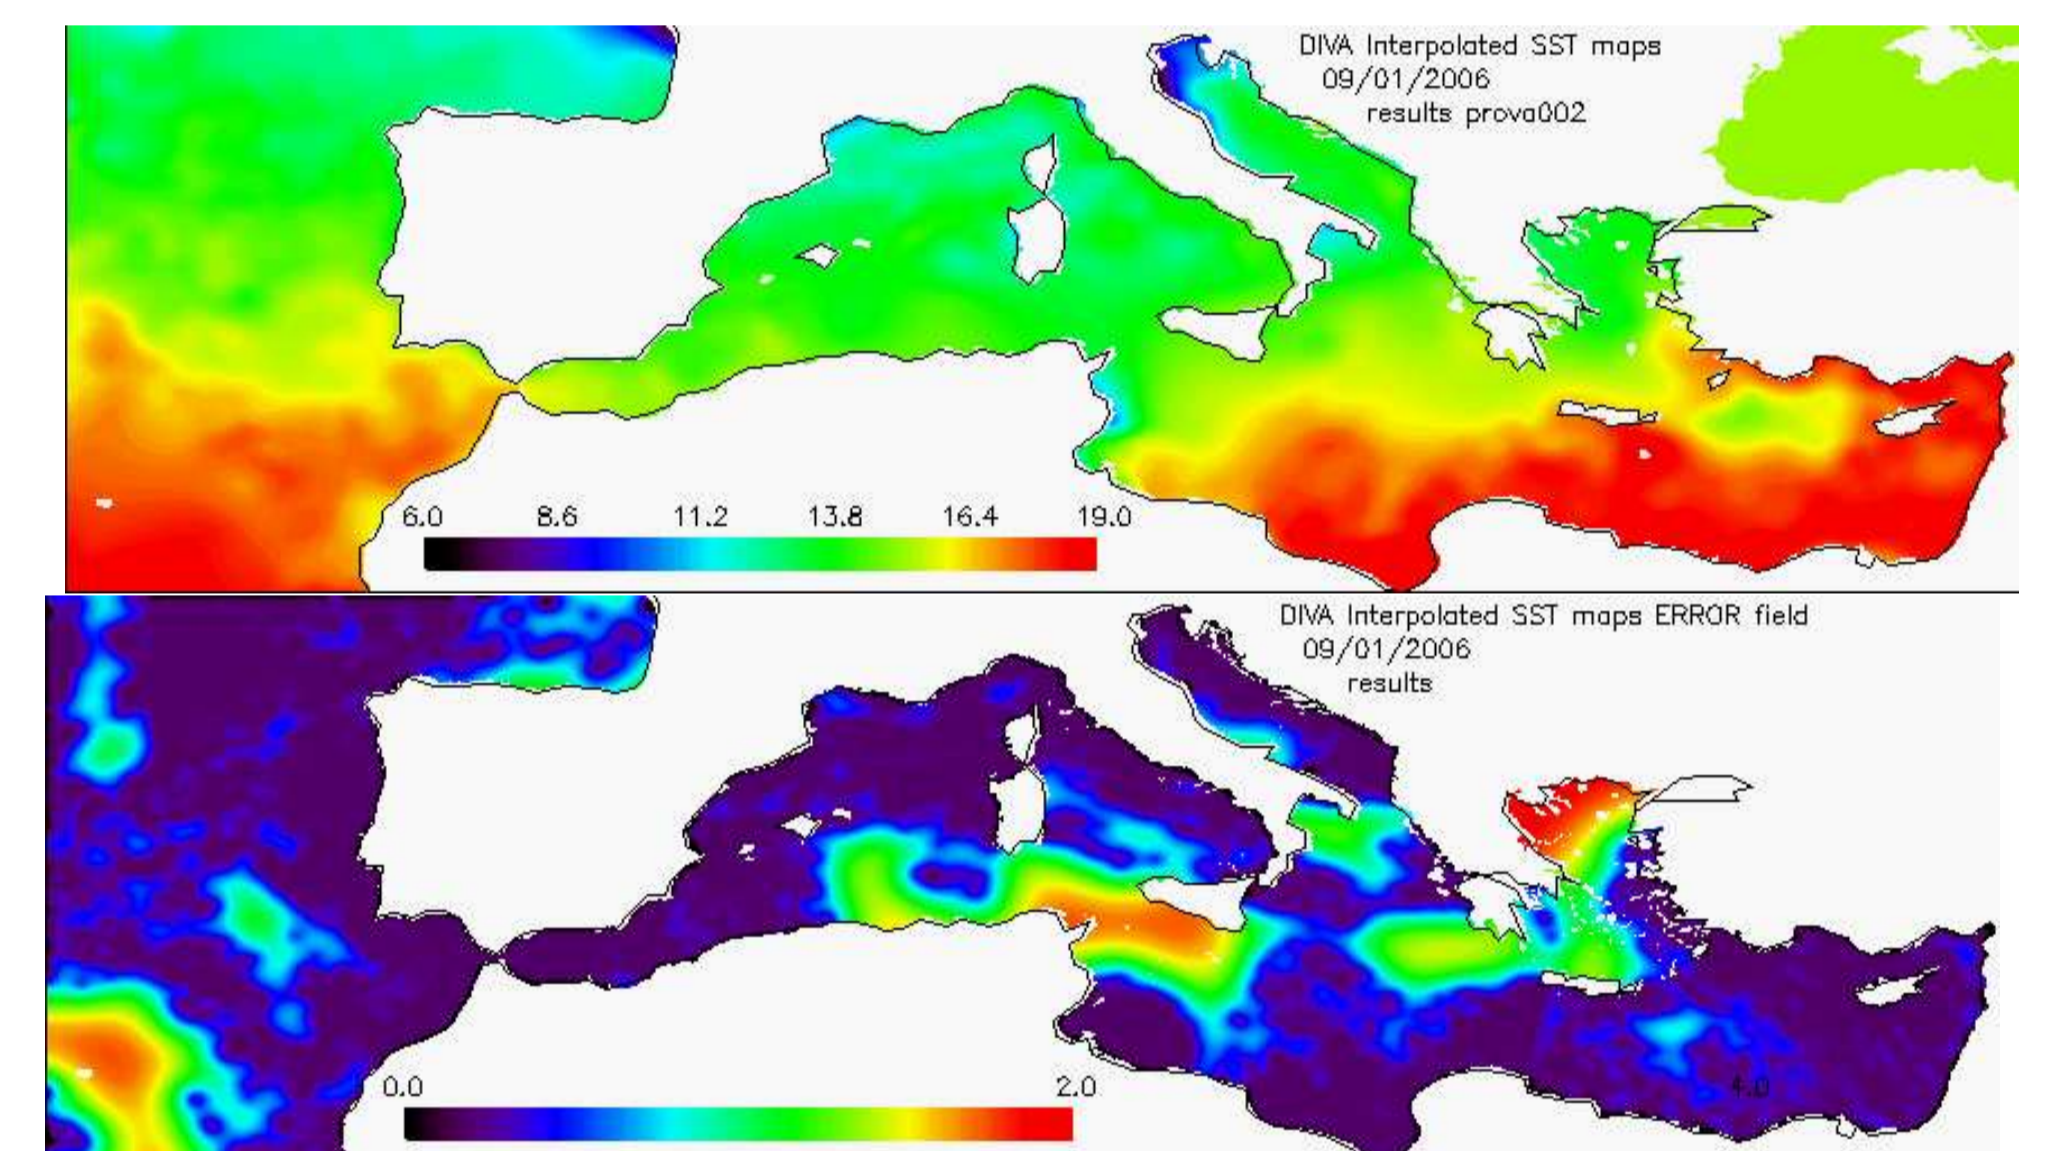 DIVA Interpolated SST maps
09/01/2006
results prova002
6.0 8.6 11.2 13.8 16.4 19.0
DIVA Interpolated SST maps ERROR field
09/01/2006
results
0.0 2.0 4.0